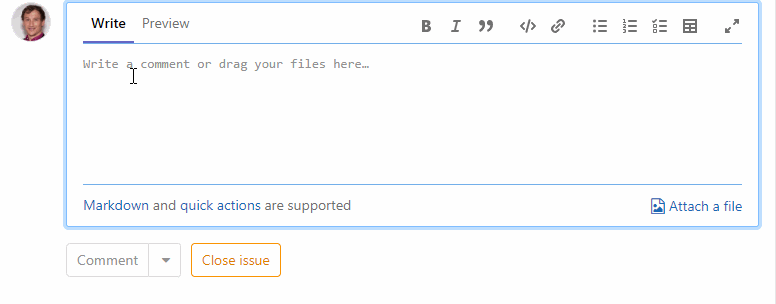 Write Preview B I
Write a comment or drag your files here…
Markdown and quick actions are supported Attach a file
Comment Close issue